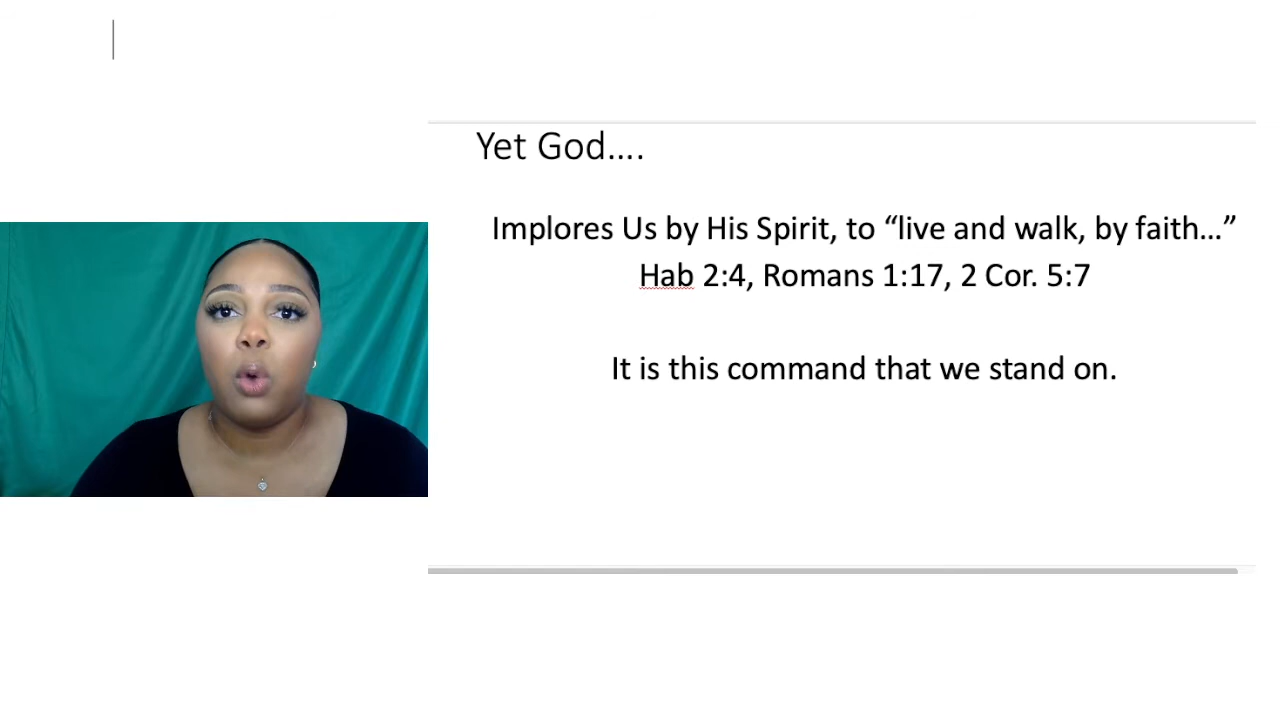 Yet God....
Implores Us by His Spirit, to “live and walk, by faith...”
Hab 2:4, Romans 1:17, 2 Cor. 5:7
It is this command that we stand on.